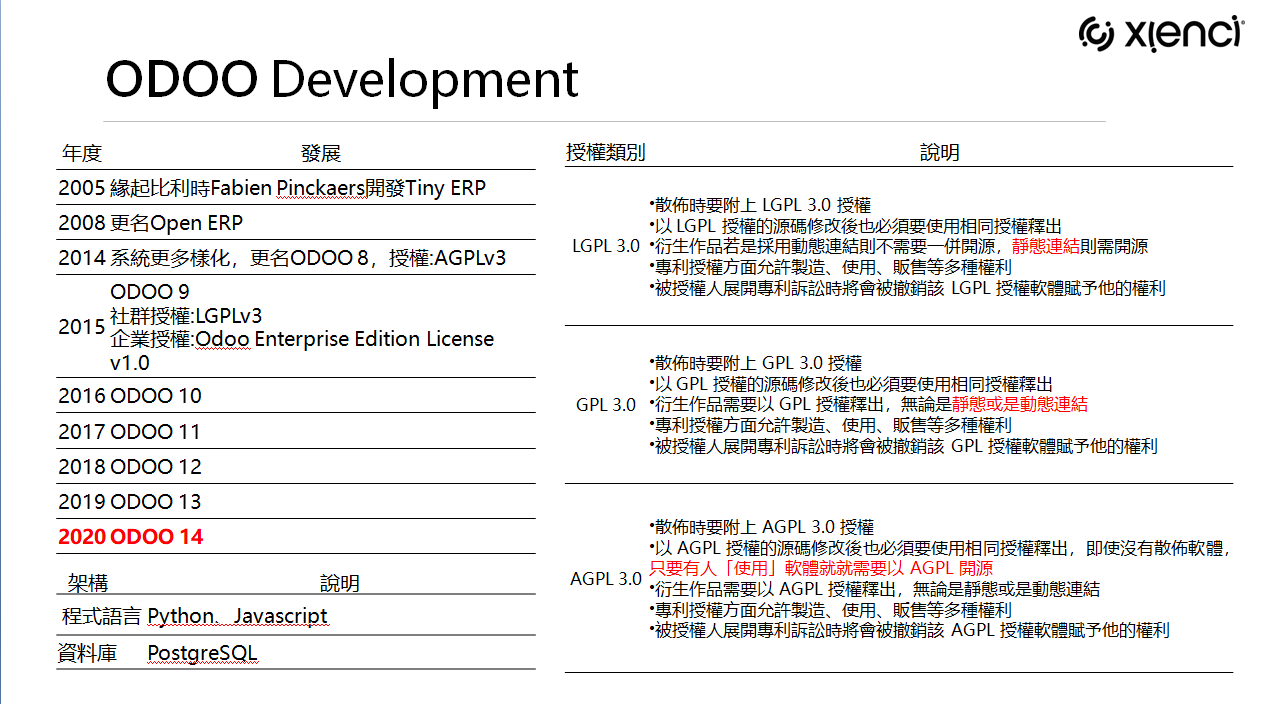 xienci
ODOO Development
年度 發展
2005 緣起比利時Fabien Pinckaers開發Tiny ERP
2008 更名Open ERP
2014 系統更多樣化，更名ODOO 8，授權:AGPLv3
2015 ODOO 9
社群授權:LGPLv3
企業授權:Odoo Enterprise Edition License
v1.0
2016 ODOO 10
2017 ODOO 11
2018 ODOO 12
2019 ODOO 13
2020 ODOO 14
架構 說明
程式語言 Python、Javascript
資料庫 PostgreSQL
授權類別 說明
LGPL 3.0
•散佈時要附上 LGPL 3.0 授權
•以 LGPL 授權的源碼修改後也必須要使用相同授權釋出
•衍生作品若是採用動態連結則不需要一併開源，靜態連結則需開源
•專利授權方面允許製造、使用、販售等多種權利
•被授權人展開專利訴訟時將會被撤銷該 LGPL 授權軟體賦予他的權利
GPL 3.0
•散佈時要附上 GPL 3.0 授權
•以 GPL 授權的源碼修改後也必須要使用相同授權釋出
•衍生作品需要以 GPL 授權釋出，無論是靜態或是動態連結
•專利授權方面允許製造、使用、販售等多種權利
•被授權人展開專利訴訟時將會被撤銷該 GPL 授權軟體賦予他的權利
AGPL 3.0
•散佈時要附上 AGPL 3.0 授權
•以 AGPL 授權的源碼修改後也必須要使用相同授權釋出，即使沒有散佈軟體，
只要有人「使用」軟體就就需要以 AGPL 開源
•衍生作品需要以 AGPL 授權釋出，無論是靜態或是動態連結
•專利授權方面允許製造、使用、販售等多種權利
•被授權人展開專利訴訟時將會被撤銷該 AGPL 授權軟體賦予他的權利